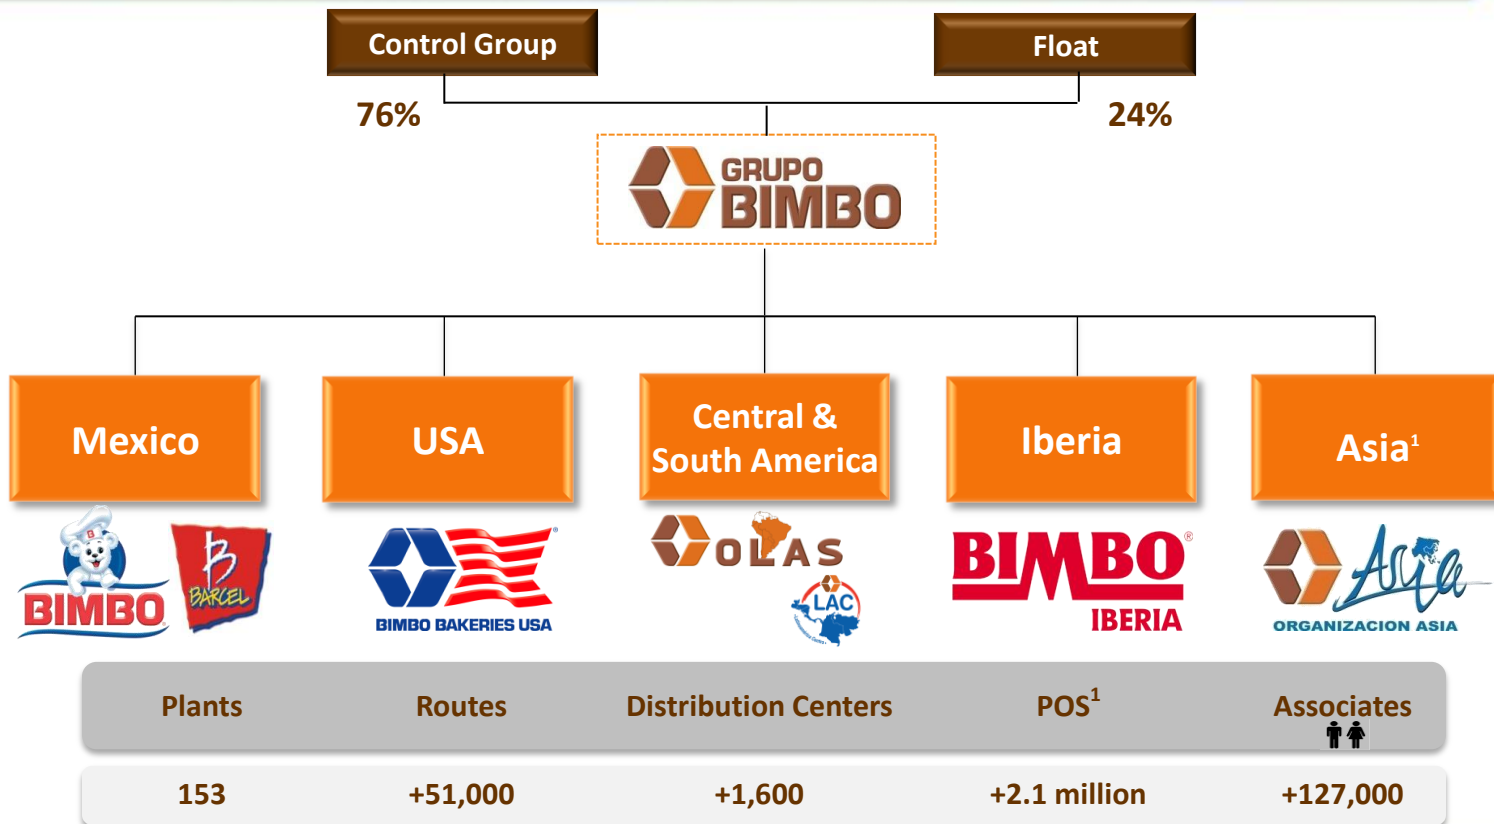 Control Group
Float
76%
24%
GRUPO
BIMBO
Mexico
USA
Central &
South America
Iberia
Asia¹
BIMBO
B
BARCEL
BIMBO BAKERIES USA
OLAS
LAC
BIMBO®
IBERIA
Asia
ORGANIZACION ASIA
Plants
Routes
Distribution Centers
POS¹
Associates
153
+51,000
+1,600
+2.1 million
+127,000